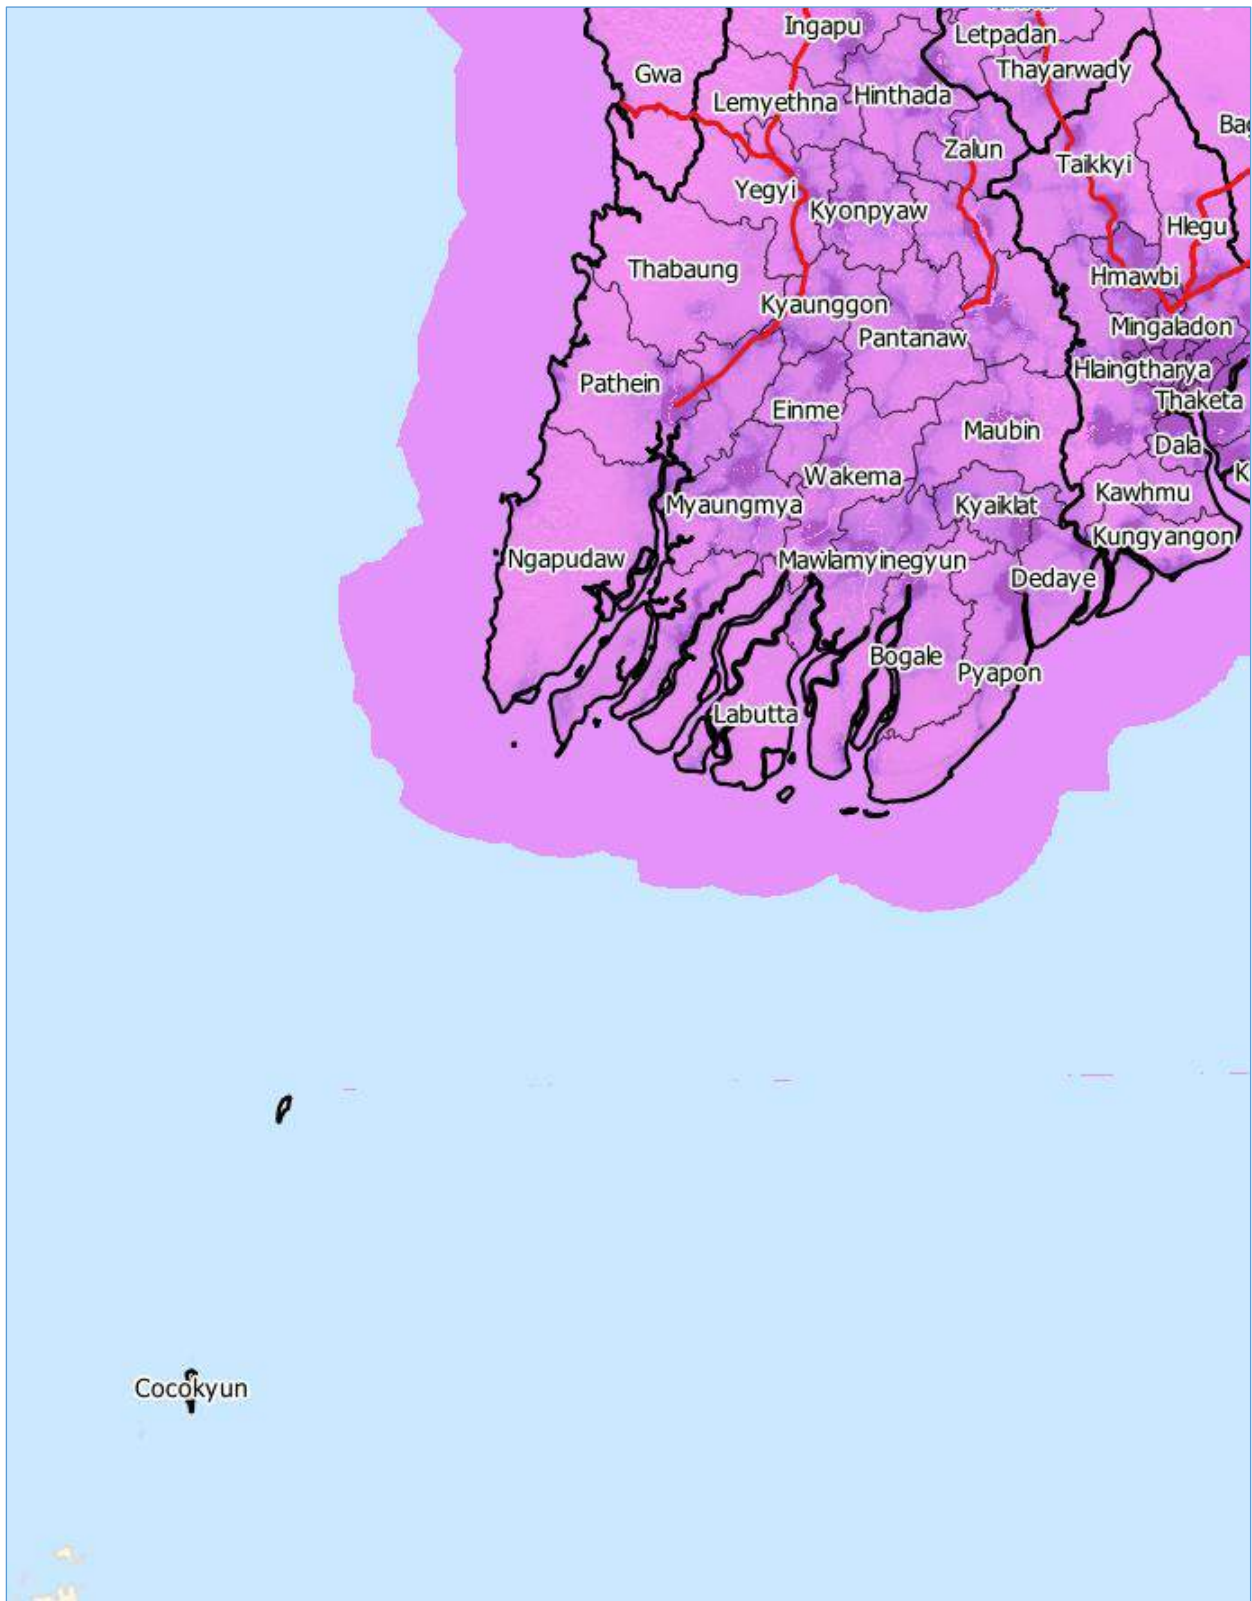 Ingapu
Letpadan
Gwa
Thayarwady
Lemyethna
Hinthada
Zalun
Taikkyi
Yegyi
Kyonpyaw
Hlegu
Thabaung
Hmawbi
Kyaunggon
Mingaladon
Pantanaw
Hlaingtharya
Pathein
Thaketa
Einme
Maubin
Dala
Wakema
Kawhmu
Myaungmya
Kyaiklat
Kungyangon
Ngapudaw
Mawlamyinegyun
Dedaye
Bogale
Pyapon
Labutta
Cocokyun